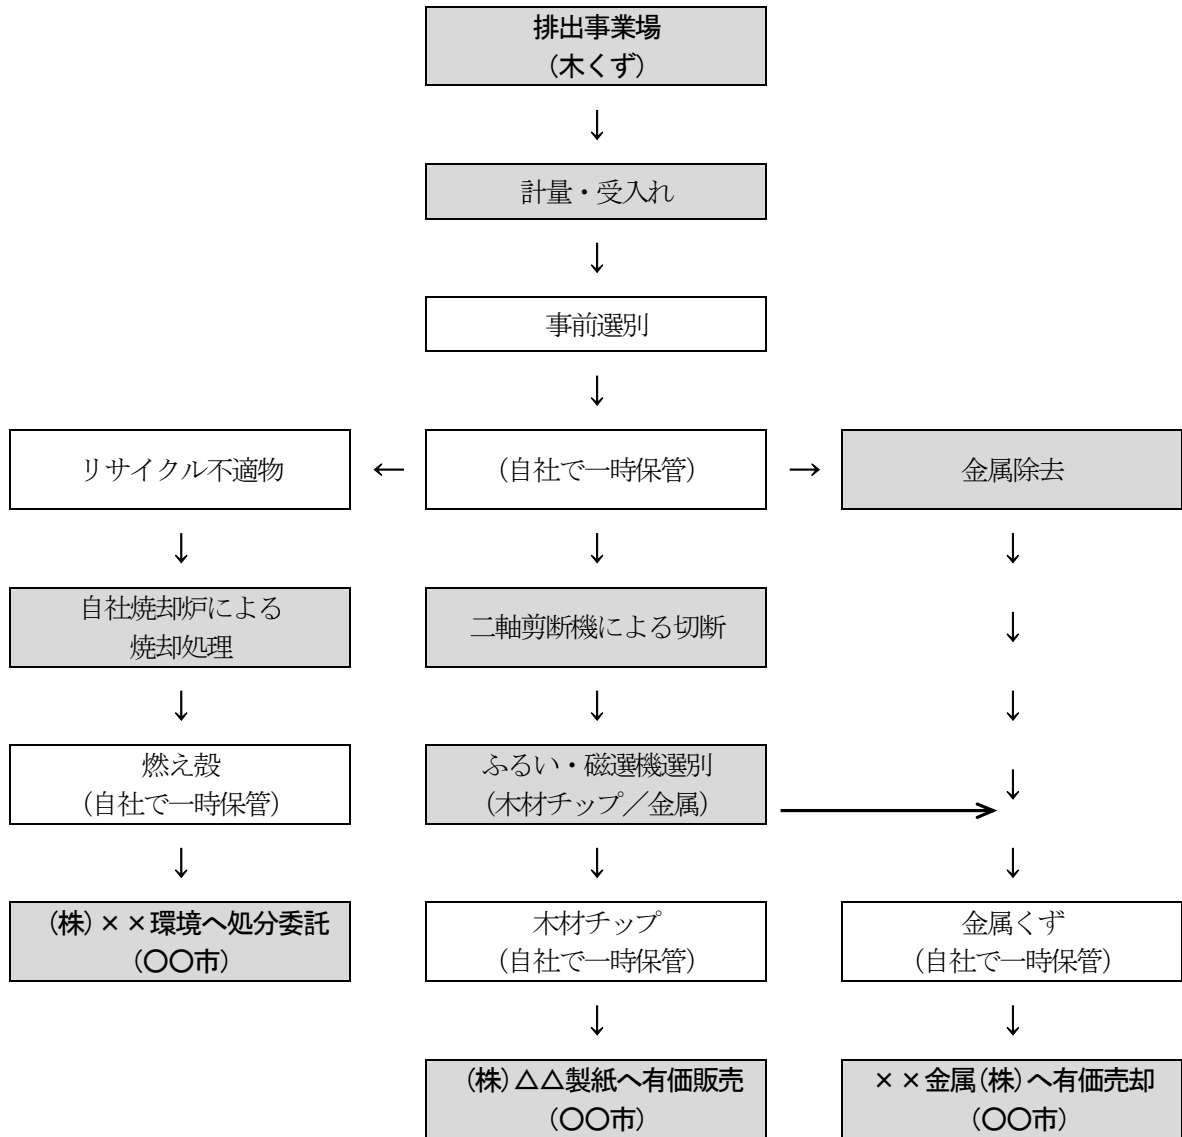 排出事業場
(木くず)
↓
計量・受入れ
↓
事前選別
↓
リサイクル不適物
←
(自社で一時保管)
→
金属除去
↓
↓
↓
自社焼却炉による
焼却処理
二軸剪断機による切断
↓
↓
↓
↓
燃え殻
(自社で一時保管)
ふるい・磁選機選別
(木材チップ/金属)
↓
↓
↓
↓
(株)××環境へ処分委託
(〇〇市)
木材チップ
(自社で一時保管)
金属くず
(自社で一時保管)
↓
↓
(株)△△製紙へ有価販売
(〇〇市)
××金属(株)へ有価売却
(〇〇市)